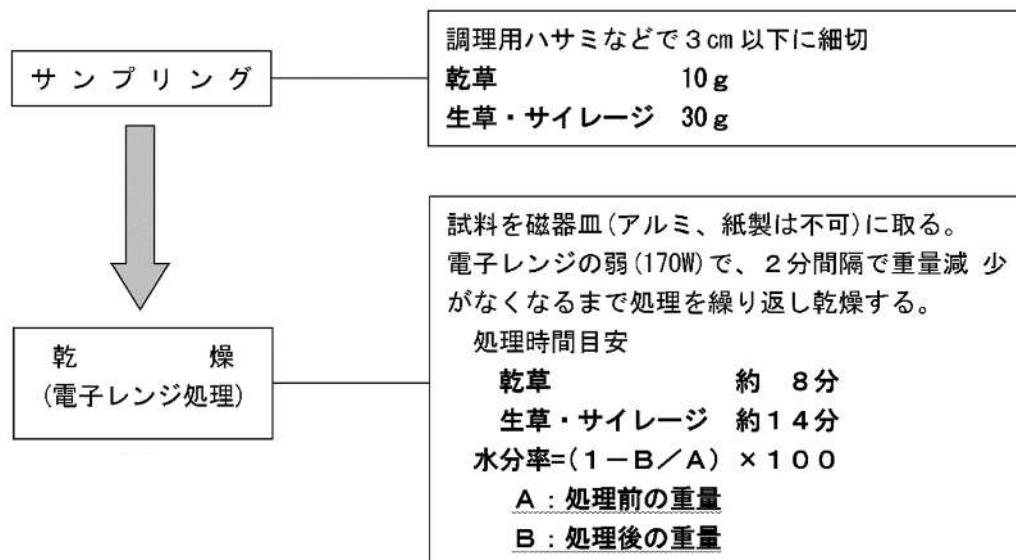 サンプリング
調理用ハサミなどで3㎝以下に細切
乾草 10g
生草・サイレージ 30g
乾 燥
(電子レンジ処理)
試料を磁器皿(アルミ、紙製は不可)に取る。
電子レンジの弱(170W)で、2分間隔で重量減 少
がなくなるまで処理を繰り返し乾燥する。
処理時間目安
乾草 約 8分
生草・サイレージ 約14分
水分率=(1-B/A)×100
A:処理前の重量
B:処理後の重量